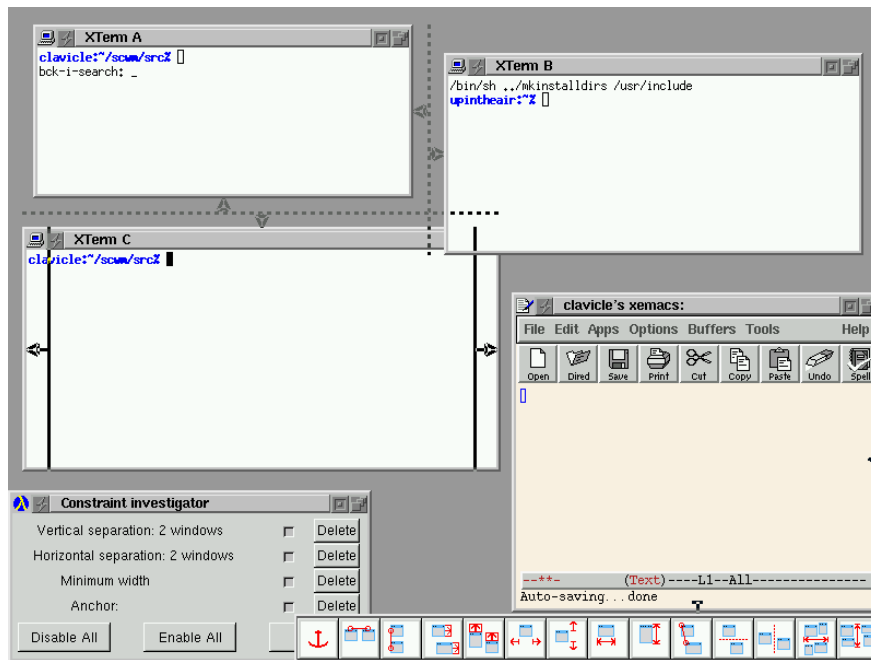 XTerm A
clavicle:~/scwm/src%
bck-i-search: _
XTerm B
/bin/sh ../mkinstalldirs /usr/include
upintheair:~%
XTerm C
clavicle:~/scwm/src%
clavicle's xemacs:
File Edit Apps Options Buffers Tools Help
Open Dired Save Print Cut Copy Paste Undo Spell
--**- (Text)----L1--All----------------
Auto-saving...done
Constraint investigator
Vertical separation: 2 windows Delete
Horizontal separation: 2 windows Delete
Minimum width Delete
Anchor: Delete
Disable All Enable All